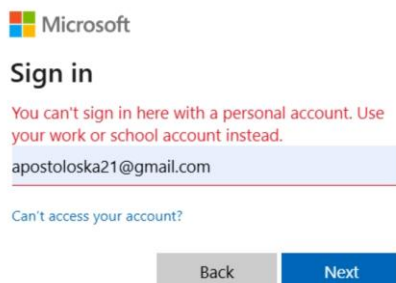 Microsoft
Sign in
You can't sign in here with a personal account. Use
your work or school account instead.
apostoloska21@gmail.com
Can't access your account?
Back
Next